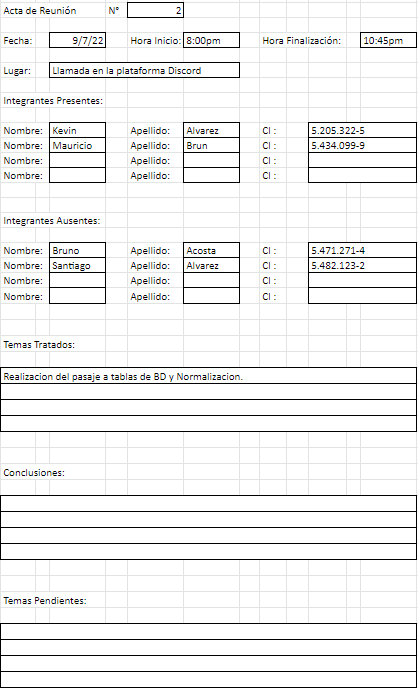 Acta de Reunión N° 2
Fecha: 9/7/22 Hora Inicio: 8:00pm Hora Finalización: 10:45pm
Lugar: Llamada en la plataforma Discord
Integrantes Presentes:
Nombre: Kevin Apellido: Alvarez CI : 5.205.322-5
Nombre: Mauricio Apellido: Brun CI : 5.434.099-9
Nombre: Apellido: CI :
Nombre: Apellido: CI :
Integrantes Ausentes:
Nombre: Bruno Apellido: Acosta CI : 5.471.271-4
Nombre: Santiago Apellido: Alvarez CI : 5.482.123-2
Nombre: Apellido: CI :
Nombre: Apellido: CI :
Temas Tratados:
Realizacion del pasaje a tablas de BD y Normalizacion.
Conclusiones:
Temas Pendientes: